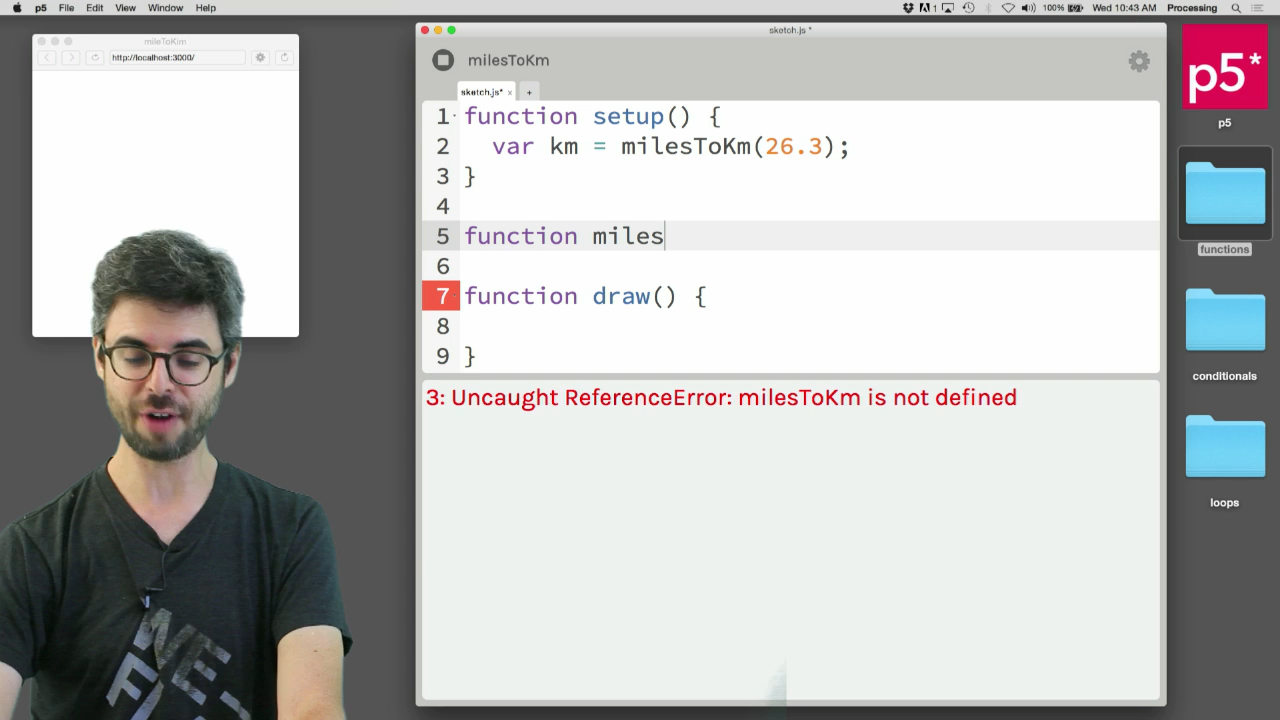 p5 File Edit View Window Help 1 100% Wed 10:43 AM Processing
mileToKm
http://localhost:3000/
sketch.js *
milesToKm
sketch.js* x +
1 function setup() {
2 var km = milesToKm(26.3);
3 }
4
5 function miles
6
7 function draw() {
8
9 }
3: Uncaught ReferenceError: milesToKm is not defined
p5*
p5
functions
conditionals
loops